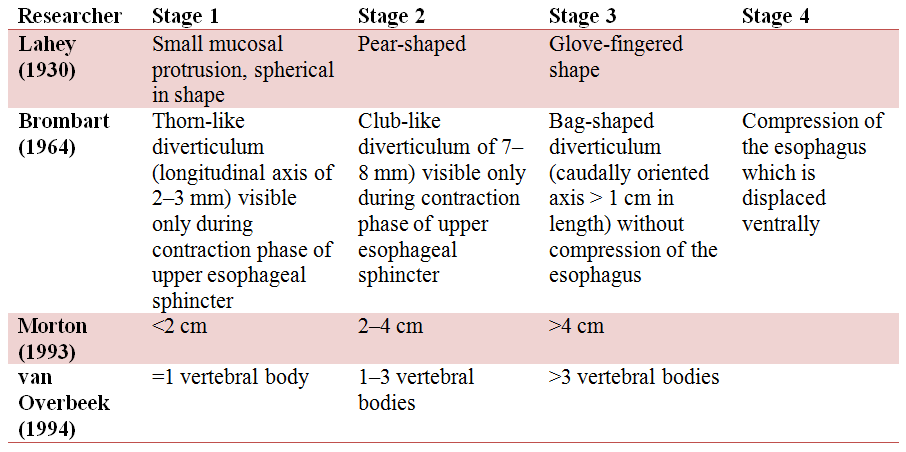 Researcher Stage 1 Stage 2 Stage 3 Stage 4
Lahey Small mucosal Pear-shaped Glove-fingered
(1930) protrusion, spherical shape
in shape
Brombart Thorn-like Club-like Bag-shaped Compression of
(1964) diverticulum diverticulum of 7– diverticulum the esophagus
(longitudinal axis of 8 mm) visible only (caudally oriented which is
2–3 mm) visible during contraction axis > 1 cm in displaced
only during phase of upper length) without ventrally
contraction phase of esophageal compression of the
upper esophageal sphincter esophagus
sphincter
Morton <2 cm 2–4 cm >4 cm
(1993)
van =1 vertebral body 1–3 vertebral >3 vertebral bodies
Overbeek bodies
(1994)